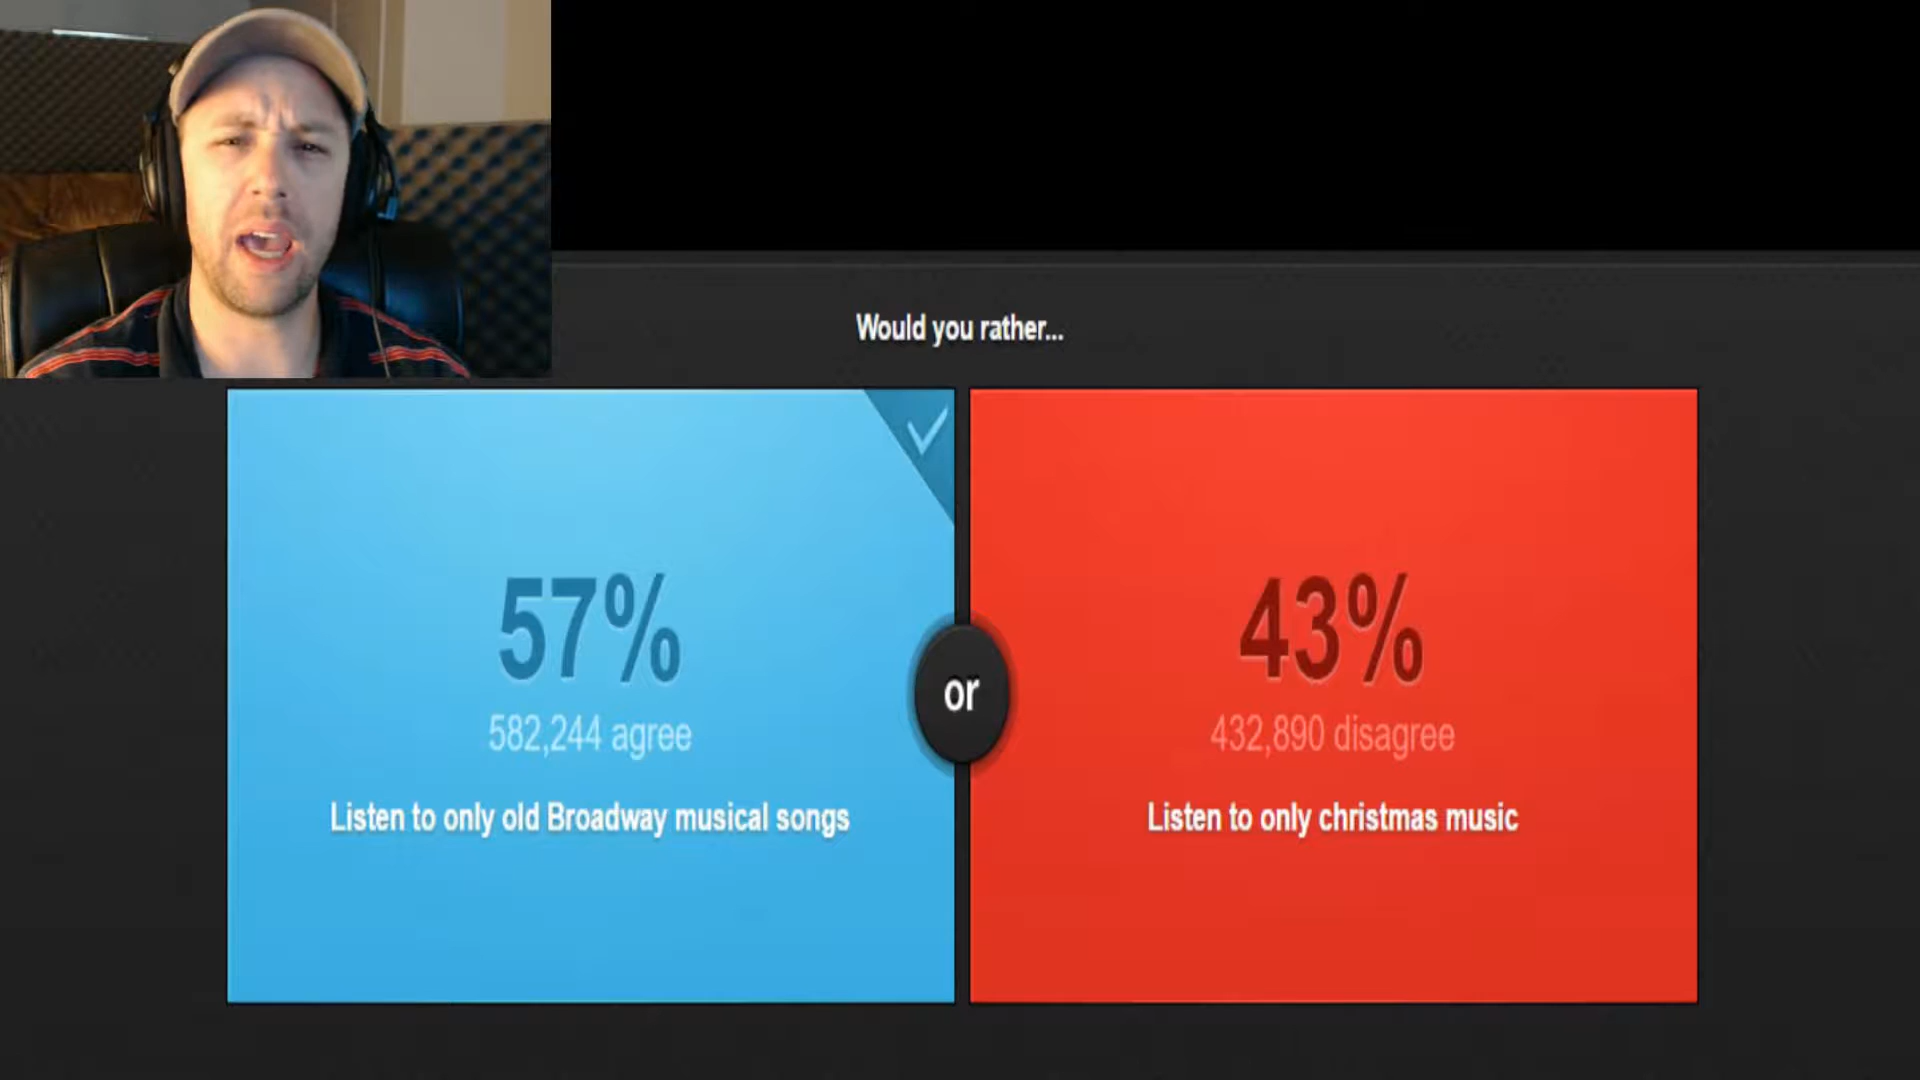 Would you rather...
57%
582,244 agree
Listen to only old Broadway musical songs
or
43%
432,890 disagree
Listen to only christmas music